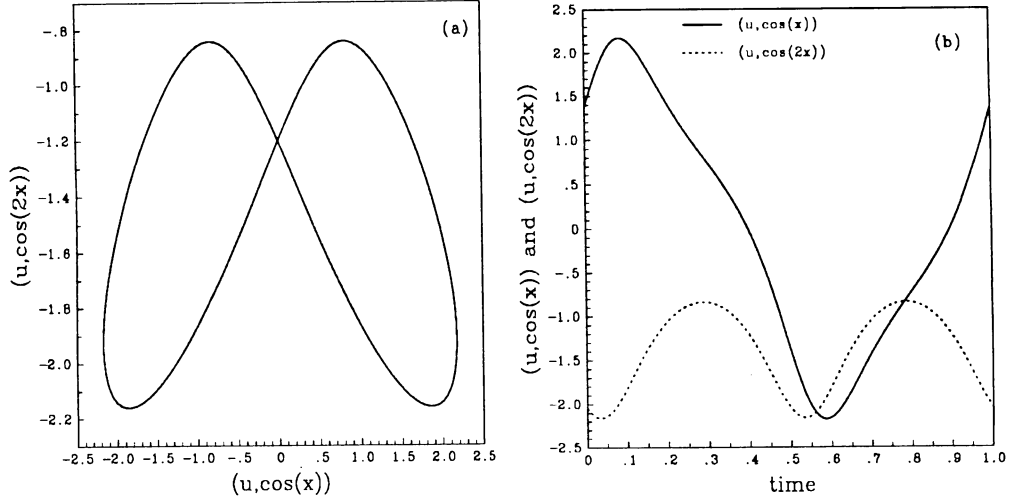 (a)
(u,cos(2x))
-.8
-1.0
-1.2
-1.4
-1.6
-1.8
-2.0
-2.2
-2.5 -2.0 -1.5 -1.0 -0.5 0 0.5 1.0 1.5 2.0 2.5
(u,cos(x))
(u,cos(x))
(u,cos(2x))
(b)
(u,cos(x)) and (u,cos(2x))
2.5
2.0
1.5
1.0
0.5
0
-0.5
-1.0
-1.5
-2.0
-2.5
0 .1 .2 .3 .4 .5 .6 .7 .8 .9 1.0
time